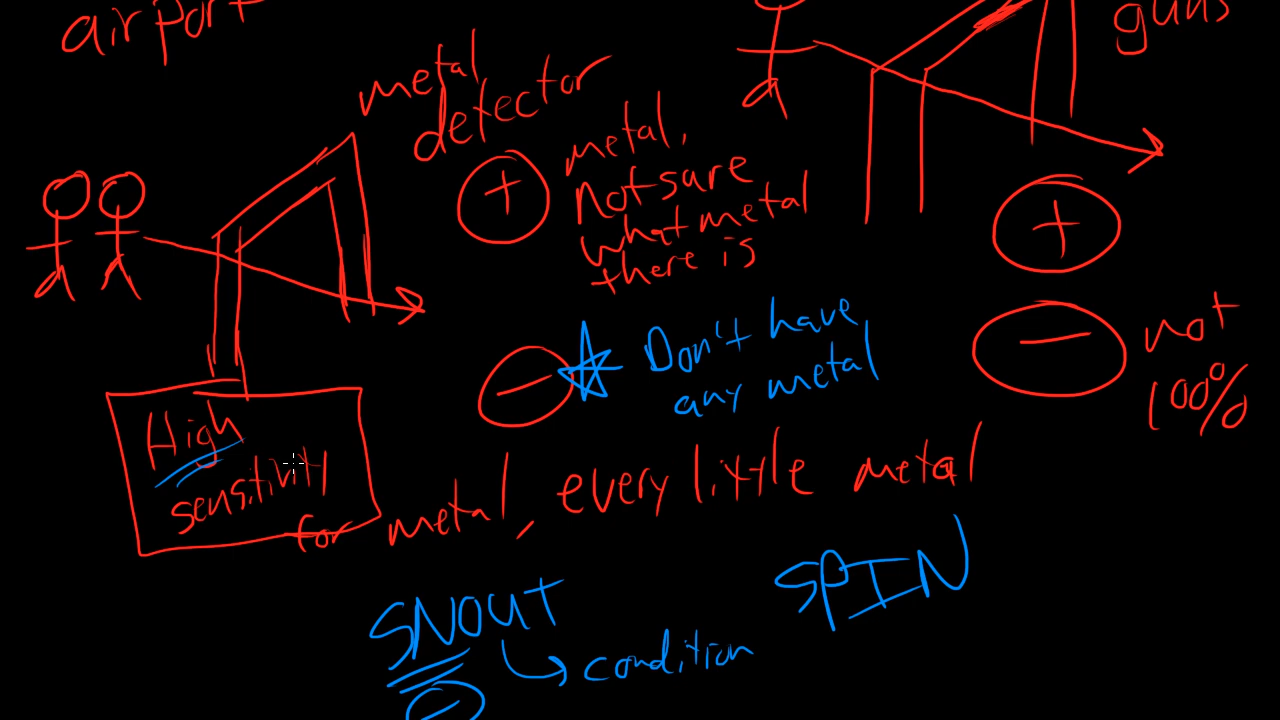 airport
guns
metal
detector
+
metal,
not sure
what metal
there is
+
-
Don't have
any metal
-
not
100%
High
sensitivity
for metal, every little metal
SNOUT
SPIN
condition
-